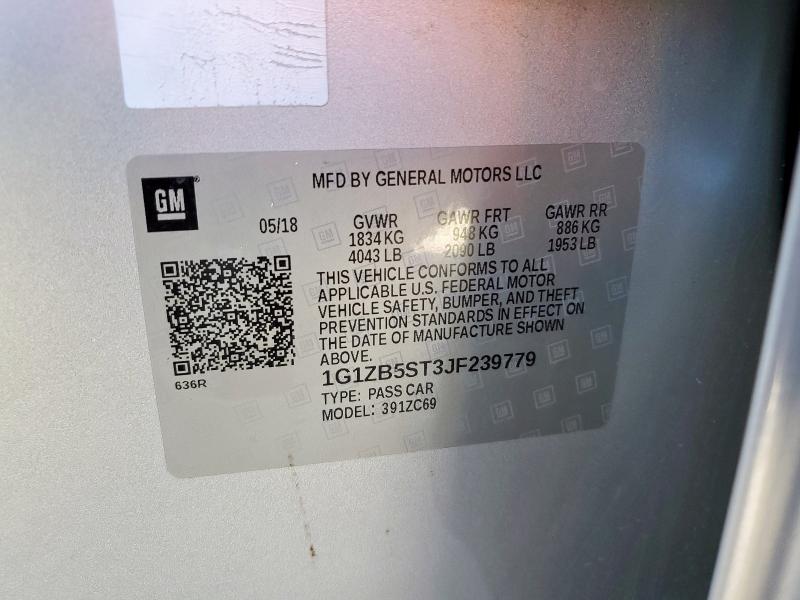 GM
MFD BY GENERAL MOTORS LLC
05/18
GVWR GAWR FRT GAWR RR
1834 KG 948 KG 886 KG
4043 LB 2090 LB 1953 LB
THIS VEHICLE CONFORMS TO ALL
APPLICABLE U.S. FEDERAL MOTOR
VEHICLE SAFETY, BUMPER, AND THEFT
PREVENTION STANDARDS IN EFFECT ON
THE DATE OF MANUFACTURE SHOWN
ABOVE.
1G1ZB5ST3JF239779
TYPE: PASS CAR
MODEL: 391ZC69
636R